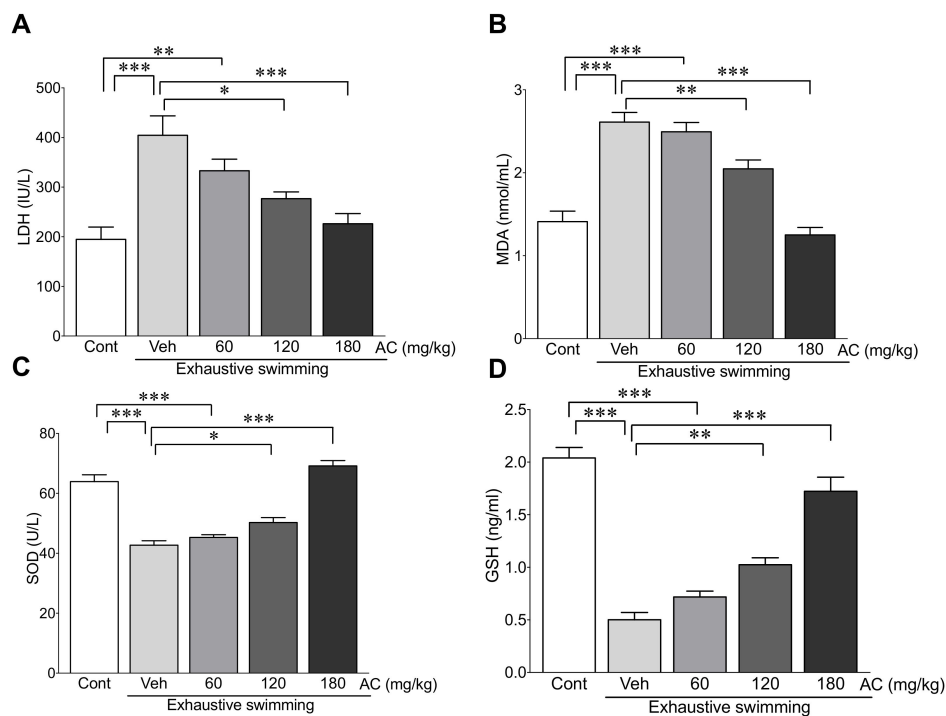 A
**
***
***
*
500
400
300
200
100
0
LDH (IU/L)
Cont Veh 60 120 180 AC (mg/kg)
Exhaustive swimming
B
***
***
***
**
3
2
1
0
MDA (nmol/mL)
Cont Veh 60 120 180 AC (mg/kg)
Exhaustive swimming
C
***
***
***
*
80
60
40
20
0
SOD (U/L)
Cont Veh 60 120 180 AC (mg/kg)
Exhaustive swimming
D
***
***
***
**
2.5
2.0
1.5
1.0
0.5
0.0
GSH (ng/ml)
Cont Veh 60 120 180 AC (mg/kg)
Exhaustive swimming